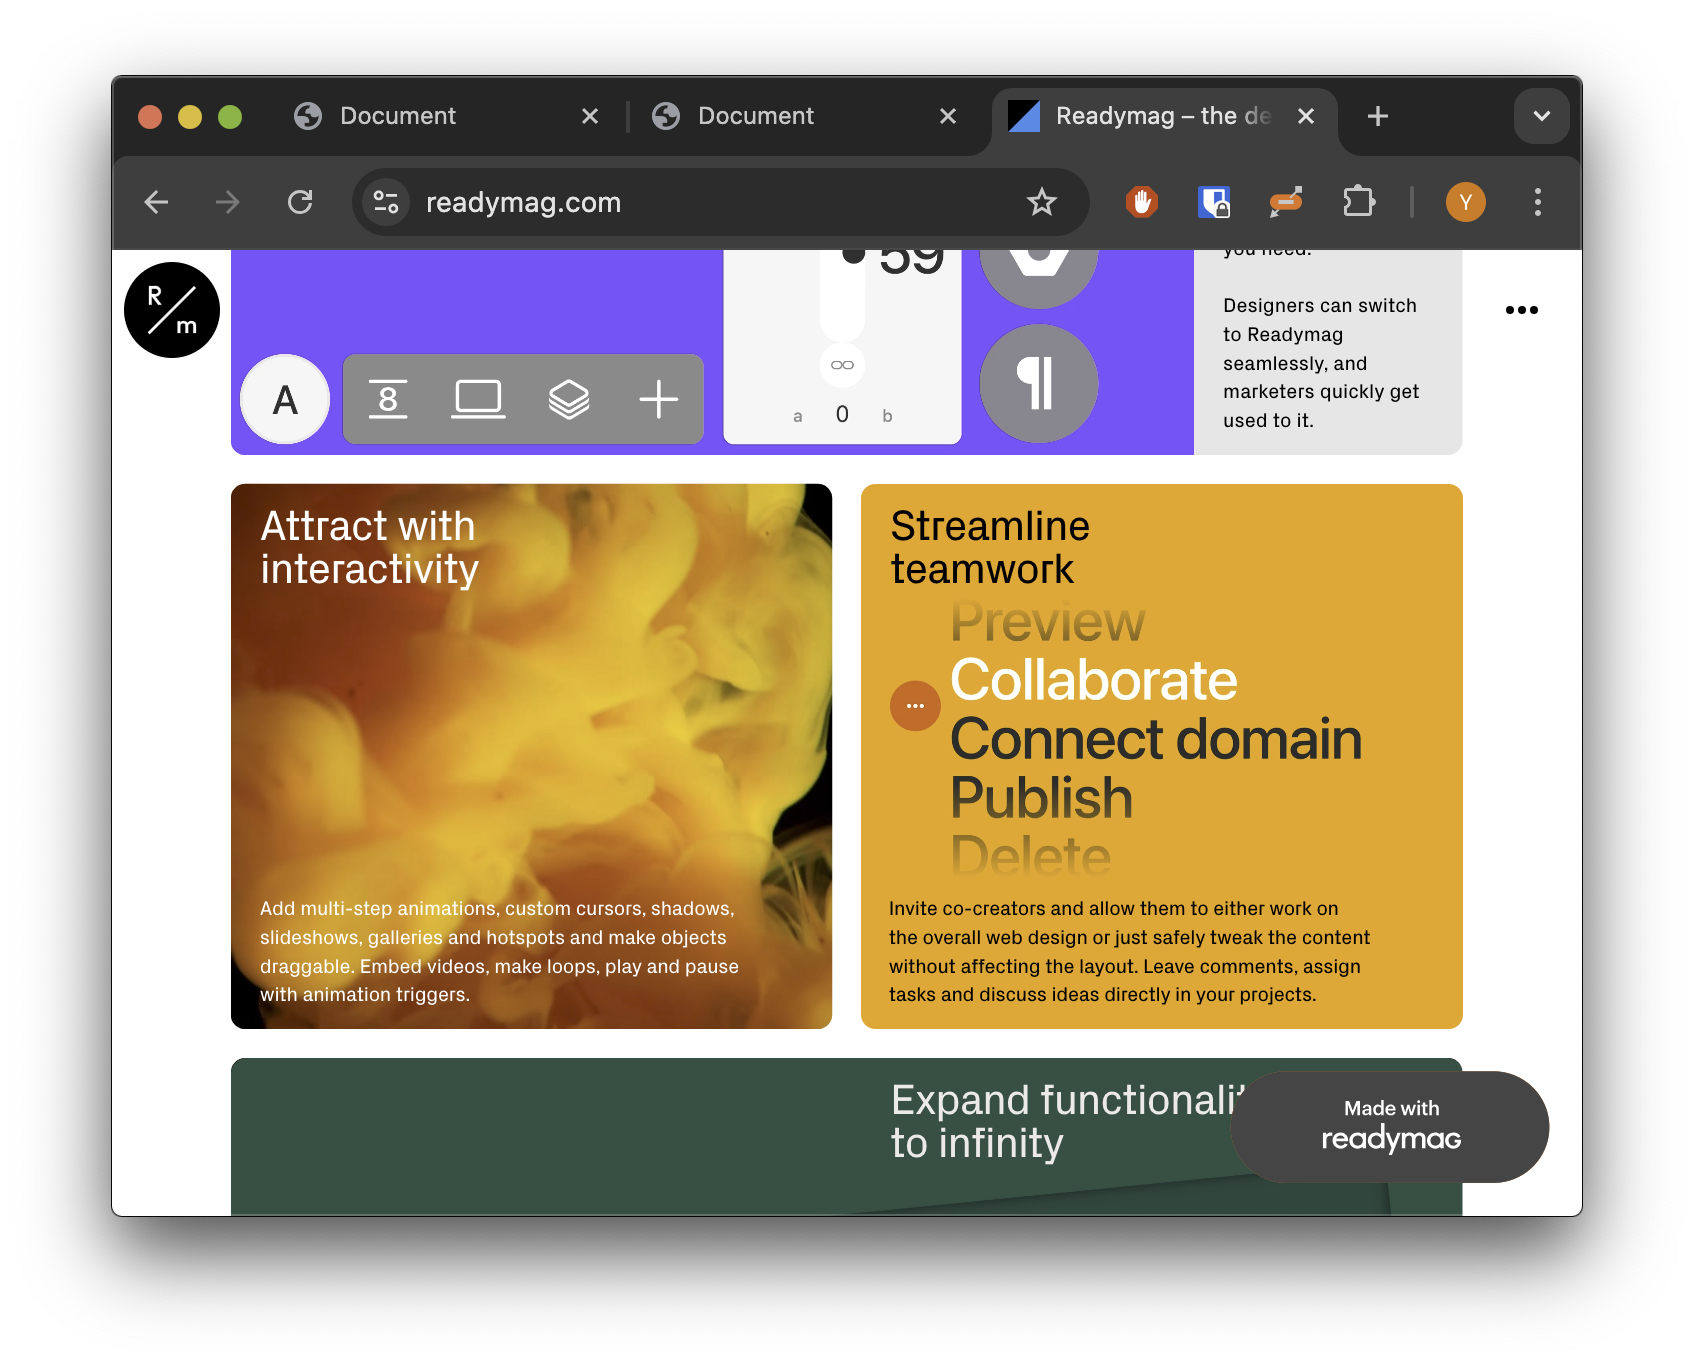 Document
Document
Readymag – the de
readymag.com
Y
you need.
R
m
59
Designers can switch
to Readymag
seamlessly, and
marketers quickly get
used to it.
A
8
¶
a 0 b
Attract with
interactivity
Add multi-step animations, custom cursors, shadows,
slideshows, galleries and hotspots and make objects
draggable. Embed videos, make loops, play and pause
with animation triggers.
Streamline
teamwork
Preview
Collaborate
Connect domain
Publish
Delete
Invite co-creators and allow them to either work on
the overall web design or just safely tweak the content
without affecting the layout. Leave comments, assign
tasks and discuss ideas directly in your projects.
Expand functionalit
to infinity
Made with
readymag